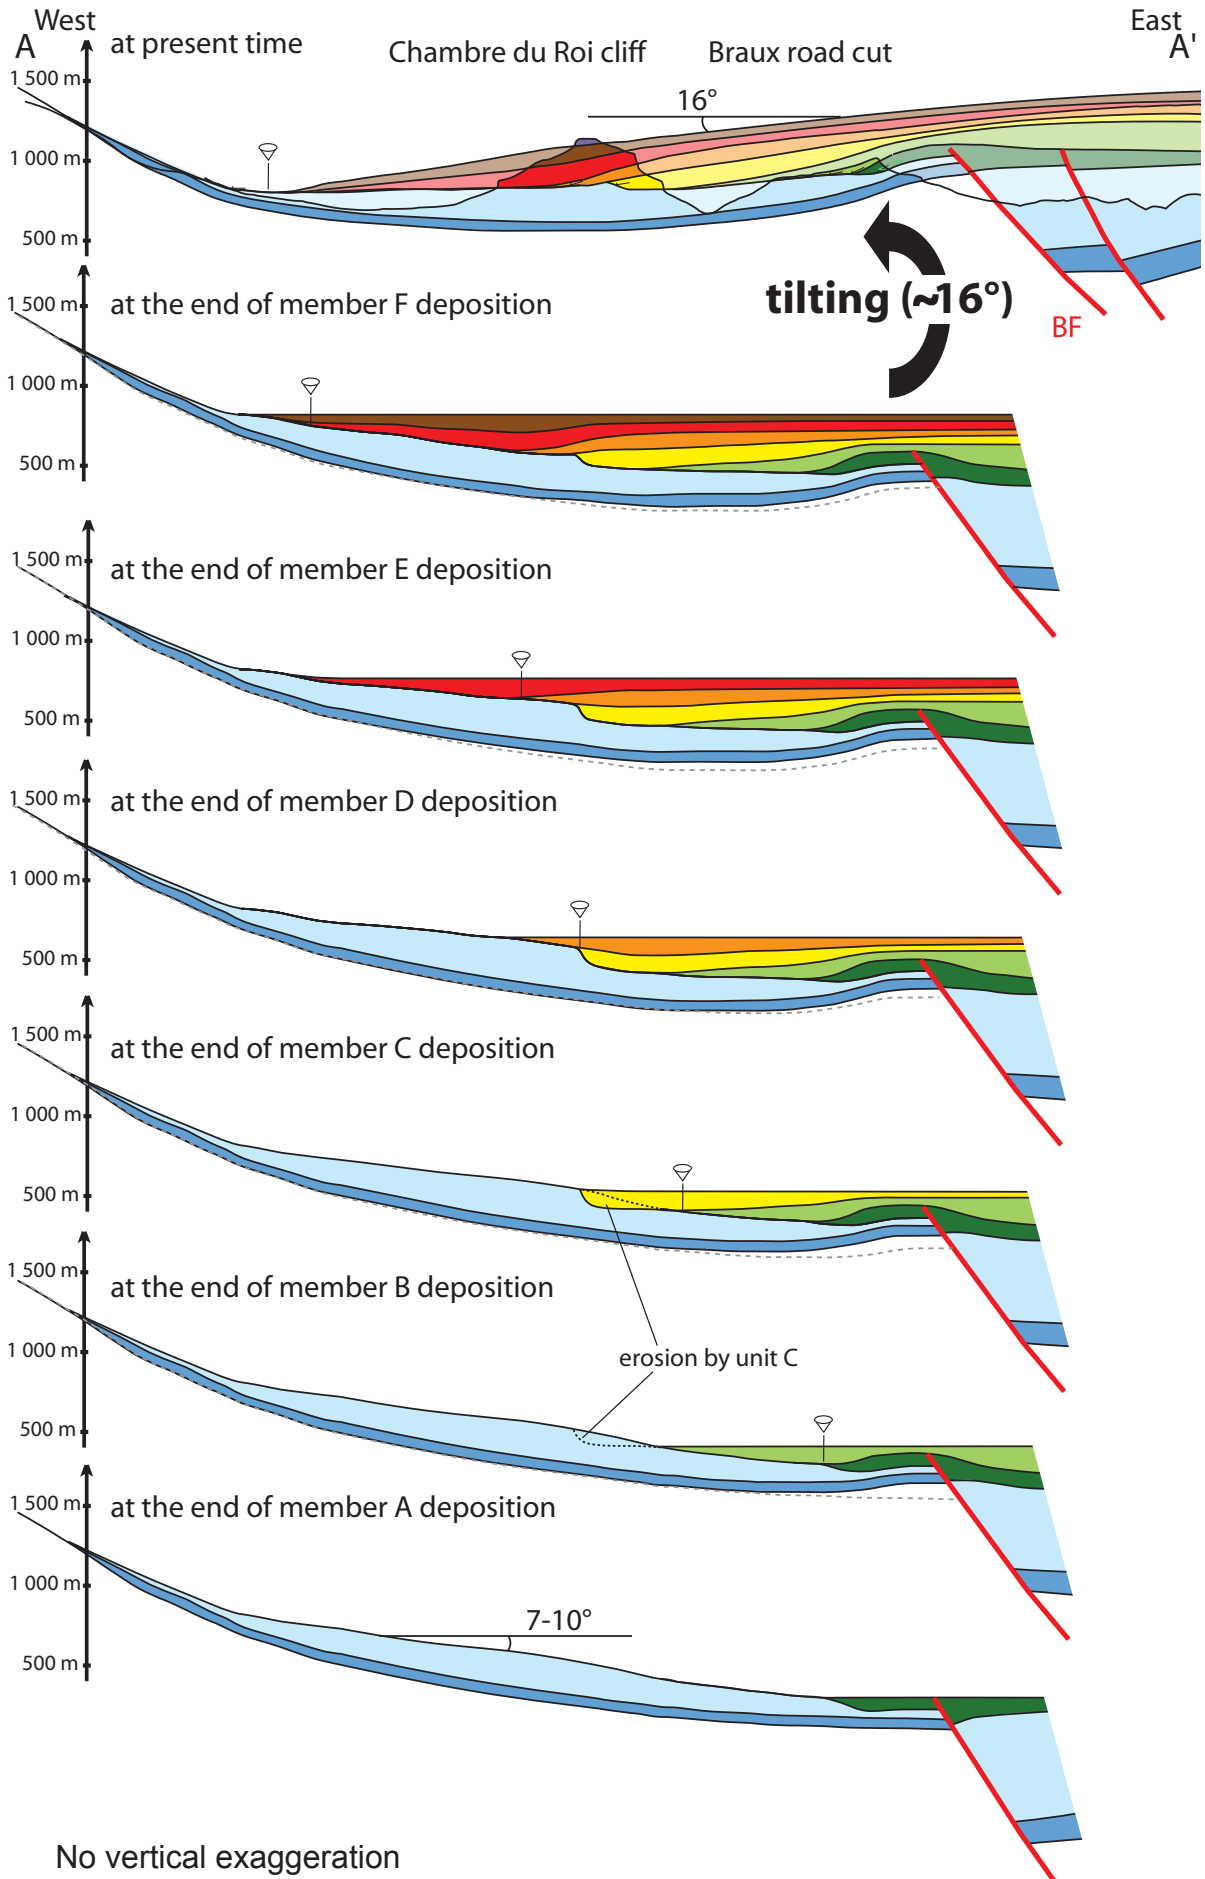 West
East
A
at present time
Chambre du Roi cliff
Braux road cut
A'
1 500 m
16°
1 000 m
500 m
at the end of member F deposition
tilting (~16°)
1 500 m
BF
1 000 m
500 m
1 500 m
at the end of member E deposition
1 000 m
500 m
1 500 m
at the end of member D deposition
1 000 m
500 m
1 500 m
at the end of member C deposition
1 000 m
500 m
1 500 m
at the end of member B deposition
1 000 m
erosion by unit C
500 m
1 500 m
at the end of member A deposition
1 000 m
7-10°
500 m
No vertical exaggeration